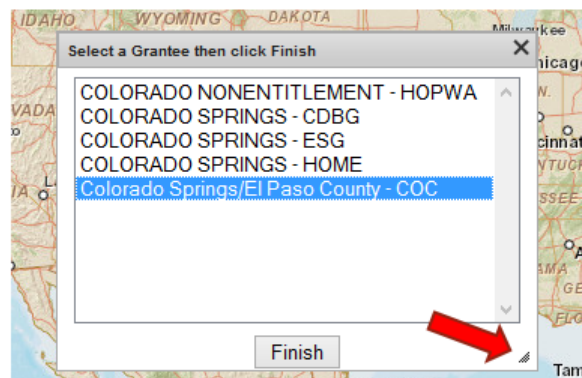 IDAHO WYOMING DAKOTA
Select a Grantee then click Finish
COLORADO NONENTITLEMENT - HOPWA
COLORADO SPRINGS - CDBG
COLORADO SPRINGS - ESG
COLORADO SPRINGS - HOME
Colorado Springs/El Paso County - COC
Finish